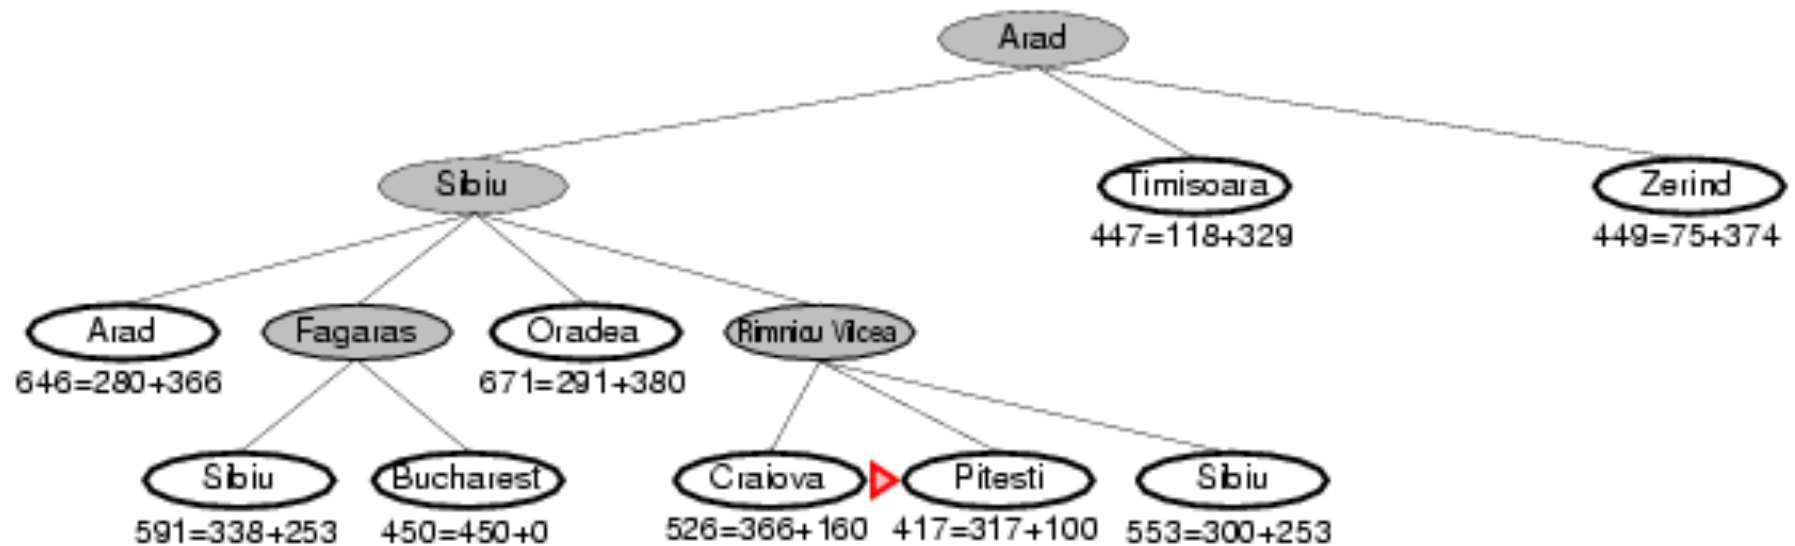 Arad
Sibiu
Timisoara
Zerind
447=118+329
449=75+374
Arad
Fagaras
Oradea
Rimnicu Vilcea
646=280+366
671=291+380
Sibiu
Bucharest
Craiova
Pitesti
Sibiu
591=338+253
450=450+0
526=366+160
417=317+100
553=300+253